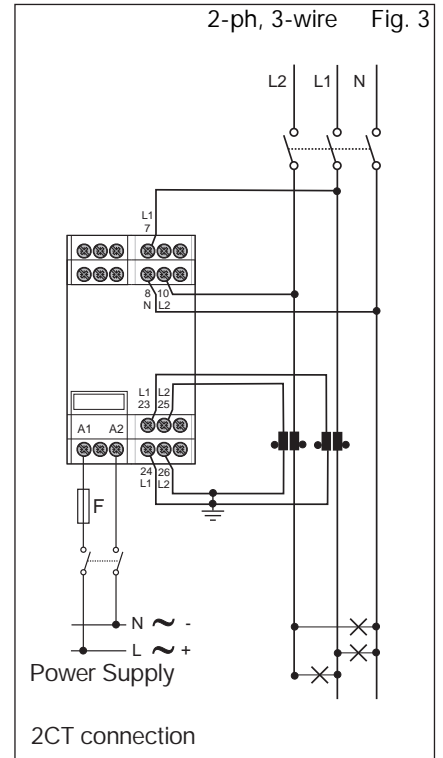 2-ph, 3-wire Fig. 3
L2 L1 N
L1
7
8 10
N L2
L1 L2
23 25
A1 A2
24 26
L1 L2
F
N ~ -
L ~ +
Power Supply
2CT connection